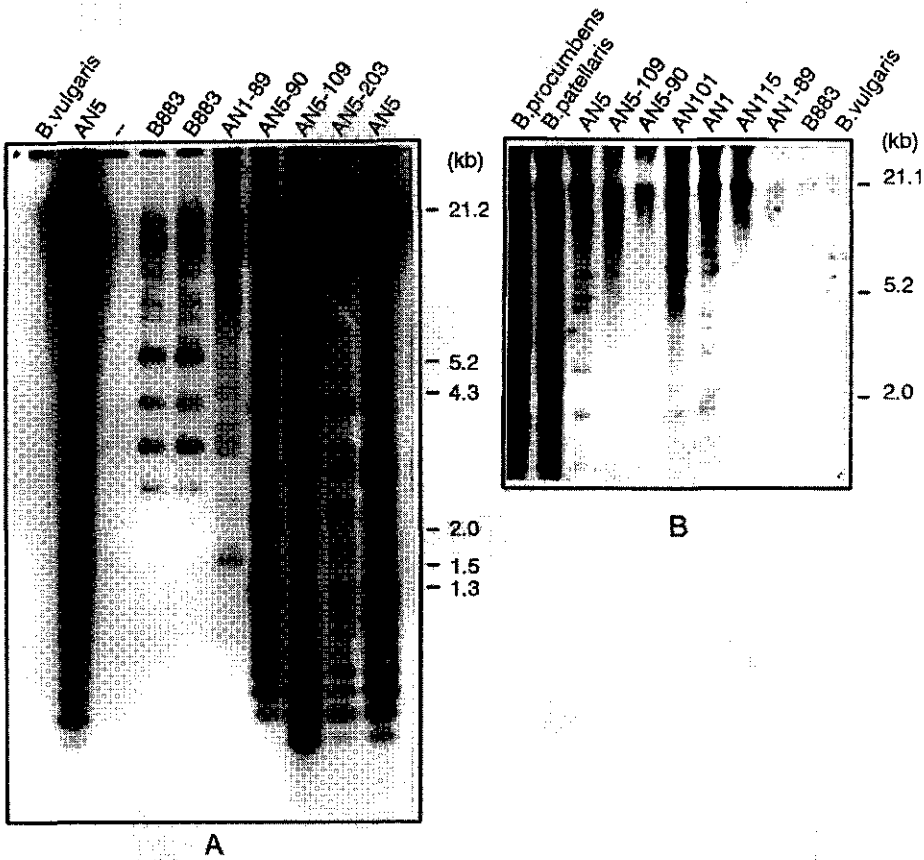 B.vulgaris
AN5
–
B883
B883
AN1-89
AN5-90
AN5-109
AN5-203
AN5
(kb)
21.2
5.2
4.3
2.0
1.5
1.3
A
B.procumbens
B.patellaris
AN5
AN5-109
AN5-90
AN101
AN1
AN115
AN1-89
B883
B.vulgaris
(kb)
21.1
5.2
2.0
B